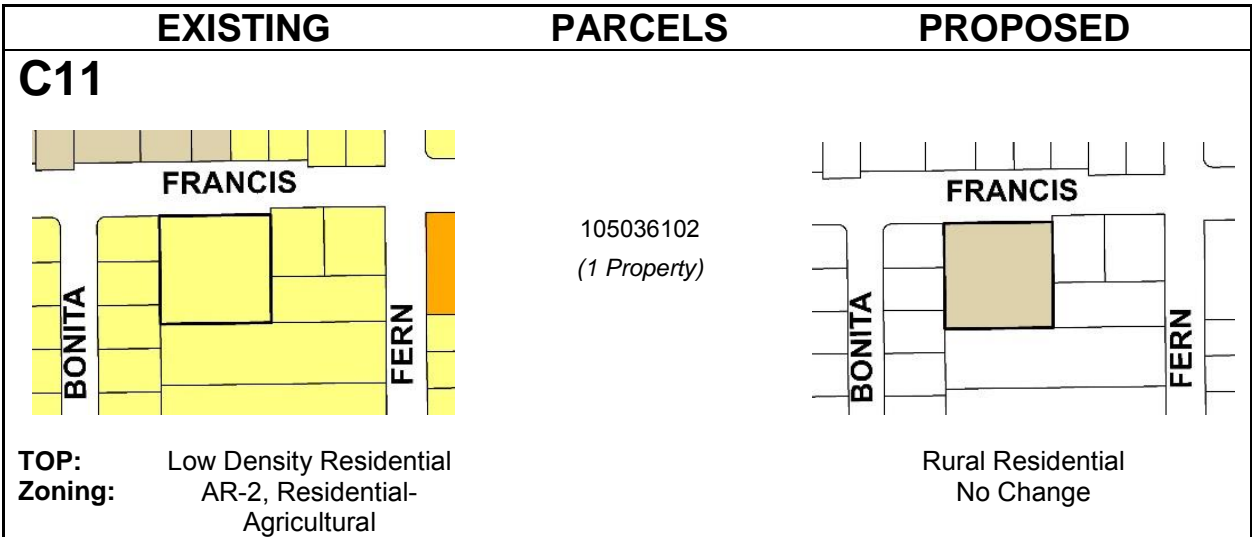 EXISTING PARCELS PROPOSED
C11
FRANCIS
BONITA
FERN
105036102
(1 Property)
FRANCIS
BONITA
FERN
TOP: Low Density Residential Rural Residential
Zoning: AR-2, Residential- No Change
Agricultural